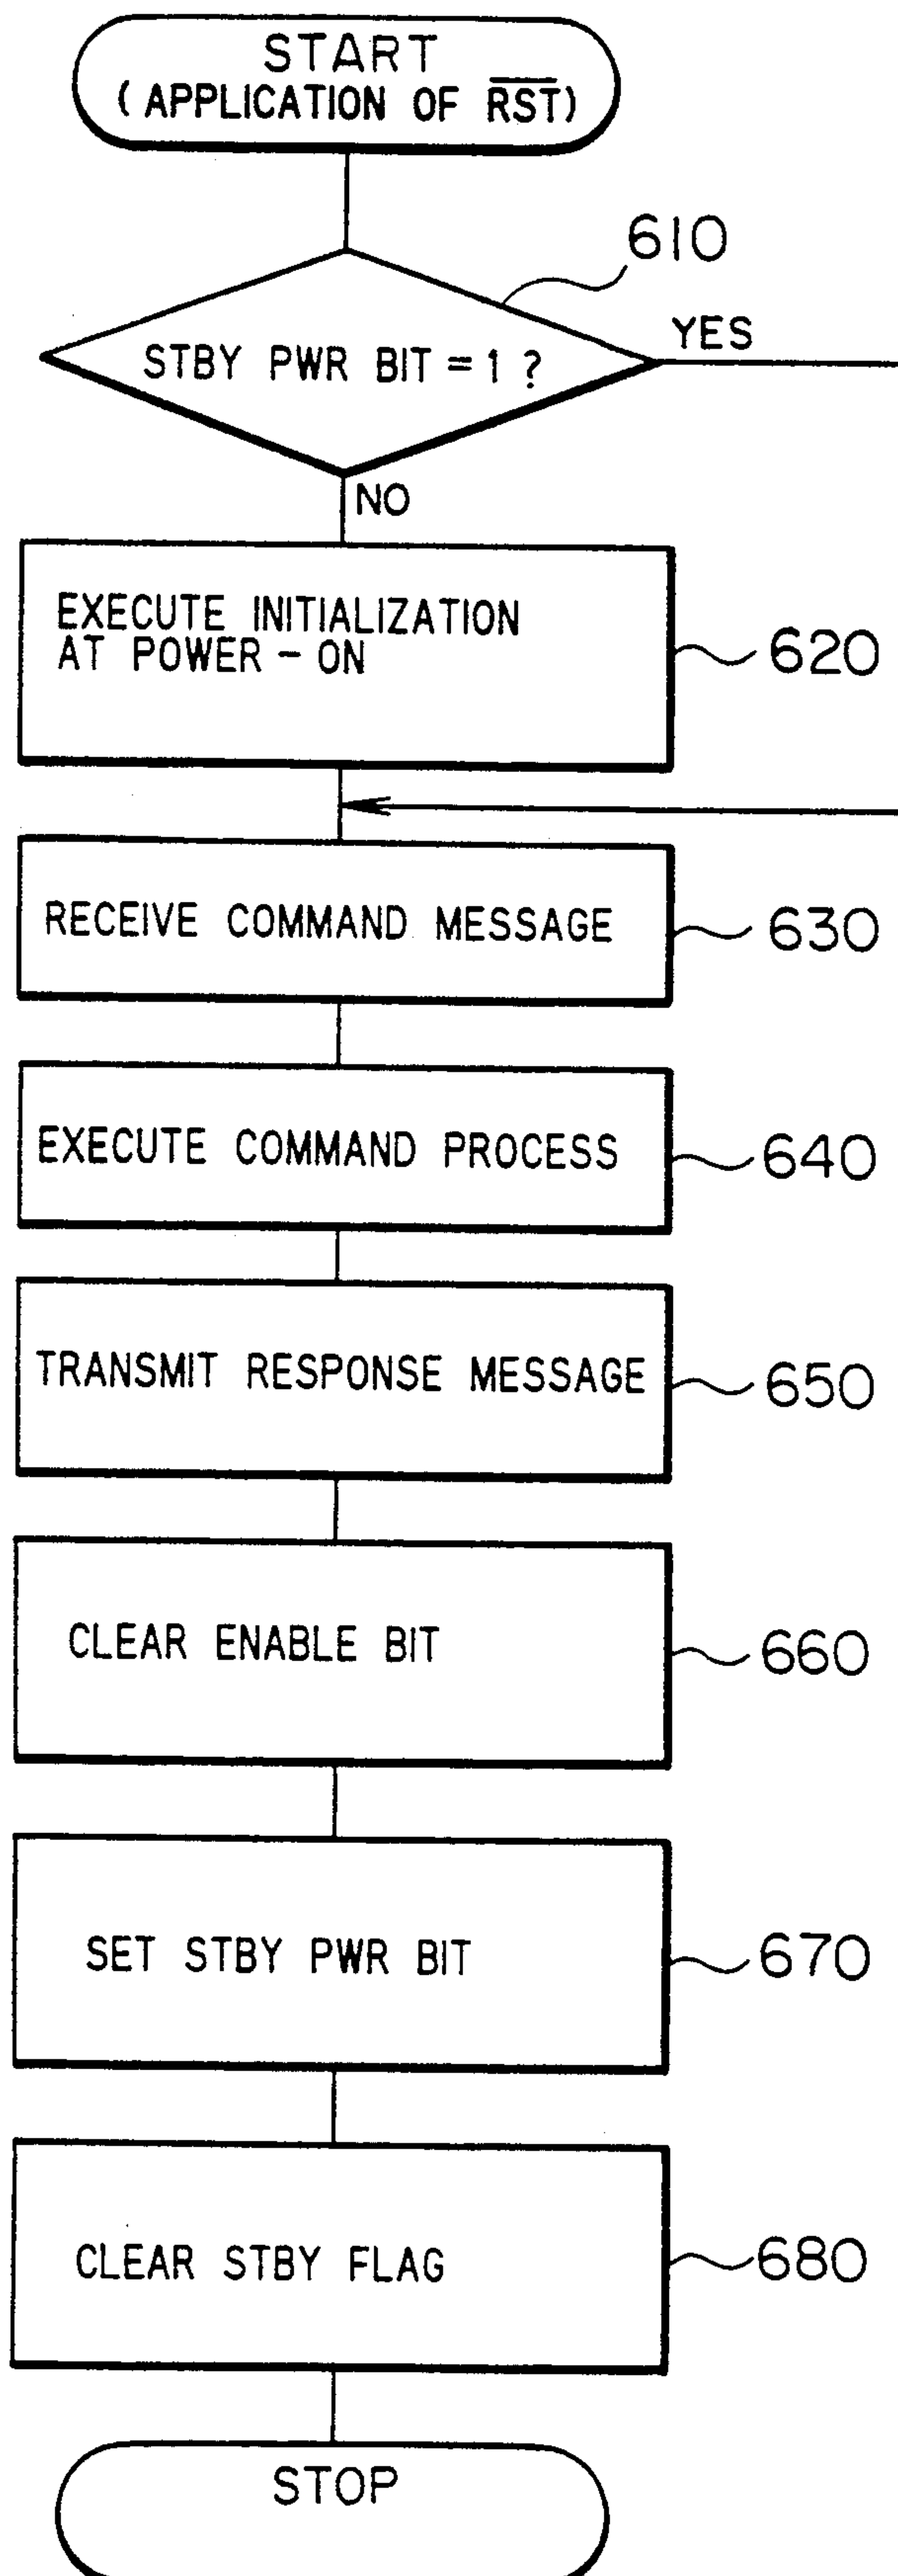 START
(APPLICATION OF R̅S̅T̅)
610
STBY PWR BIT = 1 ?
YES
NO
EXECUTE INITIALIZATION
AT POWER - ON
620
RECEIVE COMMAND MESSAGE
630
EXECUTE COMMAND PROCESS
640
TRANSMIT RESPONSE MESSAGE
650
CLEAR ENABLE BIT
660
SET STBY PWR BIT
670
CLEAR STBY FLAG
680
STOP